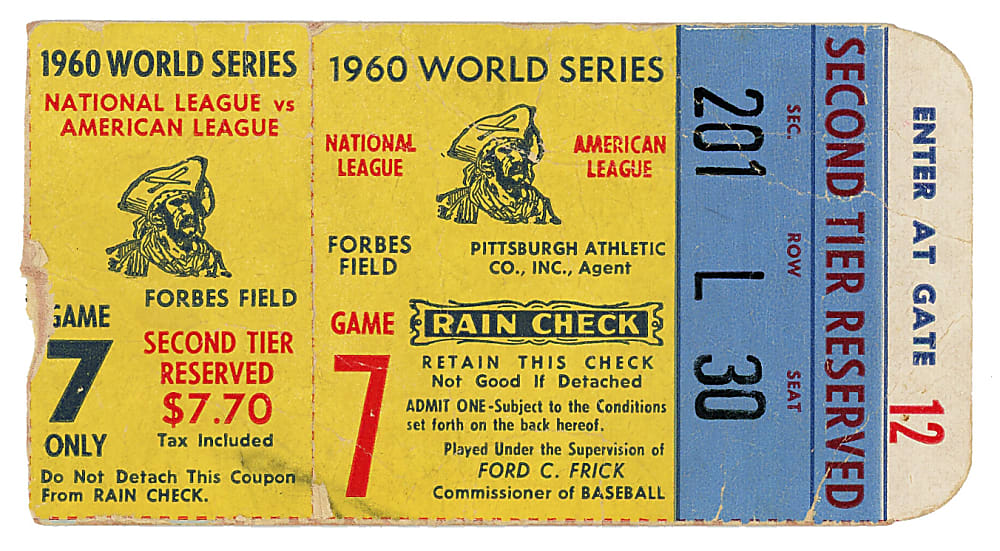 1960 WORLD SERIES
NATIONAL LEAGUE vs
AMERICAN LEAGUE
FORBES FIELD
GAME
7
ONLY
SECOND TIER
RESERVED
$7.70
Tax Included
Do Not Detach This Coupon
From RAIN CHECK.
1960 WORLD SERIES
NATIONAL
LEAGUE
AMERICAN
LEAGUE
FORBES
FIELD
PITTSBURGH ATHLETIC
CO., INC., Agent
GAME
7
RAIN CHECK
RETAIN THIS CHECK
Not Good If Detached
ADMIT ONE-Subject to the Conditions
set forth on the back hereof.
Played Under the Supervision of
FORD C. FRICK
Commissioner of BASEBALL
SEC. ROW SEAT
201 L 30
SECOND TIER RESERVED
ENTER AT GATE 12